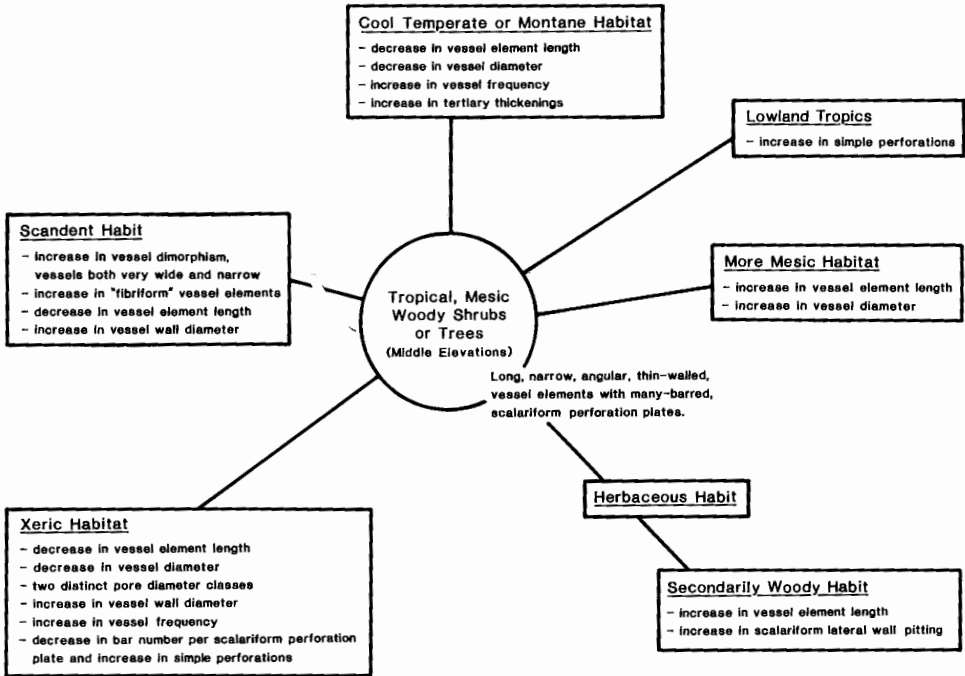 Cool Temperate or Montane Habitat
- decrease in vessel element length
- decrease in vessel diameter
- increase in vessel frequency
- increase in tertiary thickenings
Lowland Tropics
- increase in simple perforations
Scandent Habit
- increase in vessel dimorphism,
vessels both very wide and narrow
- increase in "fibriform" vessel elements
- decrease in vessel element length
- increase in vessel wall diameter
Tropical, Mesic
Woody Shrubs
or Trees
(Middle Elevations)
More Mesic Habitat
- increase in vessel element length
- increase in vessel diameter
Long, narrow, angular, thin-walled,
vessel elements with many-barred,
scalariform perforation plates.
Herbaceous Habit
Xeric Habitat
- decrease in vessel element length
- decrease in vessel diameter
- two distinct pore diameter classes
- increase in vessel wall diameter
- increase in vessel frequency
- decrease in bar number per scalariform perforation
plate and increase in simple perforations
Secondarily Woody Habit
- increase in vessel element length
- increase in scalariform lateral wall pitting